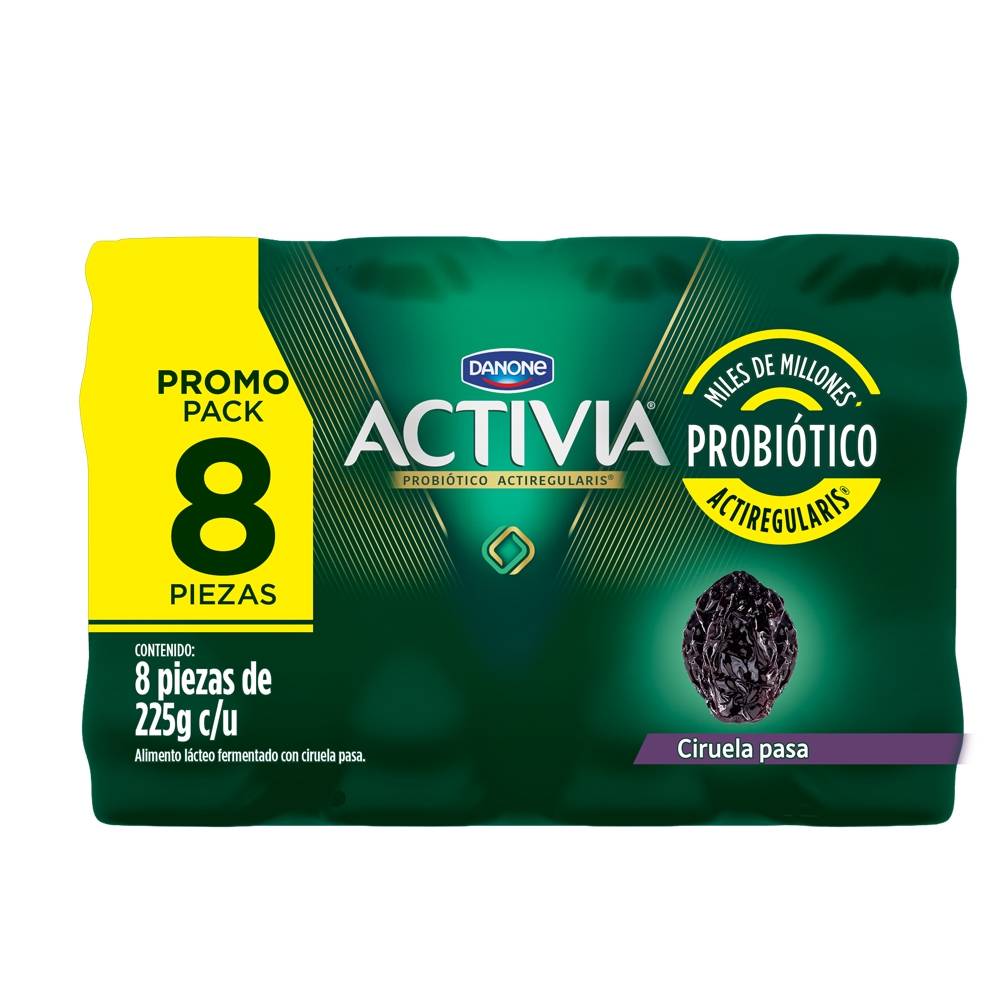 PROMO
PACK
8
PIEZAS
CONTENIDO:
8 piezas de
225g c/u
Alimento lácteo fermentado con ciruela pasa.
DANONE
ACTIVIA®
PROBIÓTICO ACTIREGULARIS®
MILES DE MILLONES*
PROBIÓTICO
ACTIREGULARIS®
Ciruela pasa